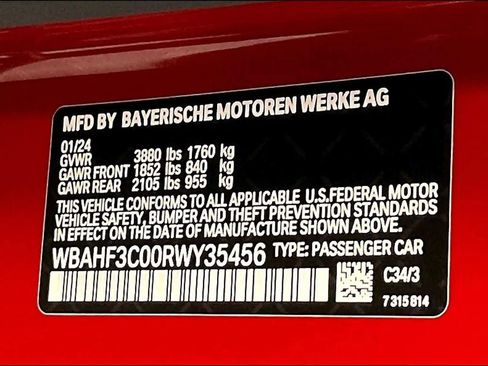 MFD BY BAYERISCHE MOTOREN WERKE AG
01/24
GVWR 3880 lbs 1760 kg
GAWR FRONT 1852 lbs 840 kg
GAWR REAR 2105 lbs 955 kg
THIS VEHICLE CONFORMS TO ALL APPLICABLE U.S.FEDERAL MOTOR
VEHICLE SAFETY, BUMPER AND THEFT PREVENTION STANDARDS
IN EFFECT ON THE DATE OF MANUFACTURE SHOWN ABOVE.
WBAHF3C00RWY35456 TYPE: PASSENGER CAR
C34/3
7315814